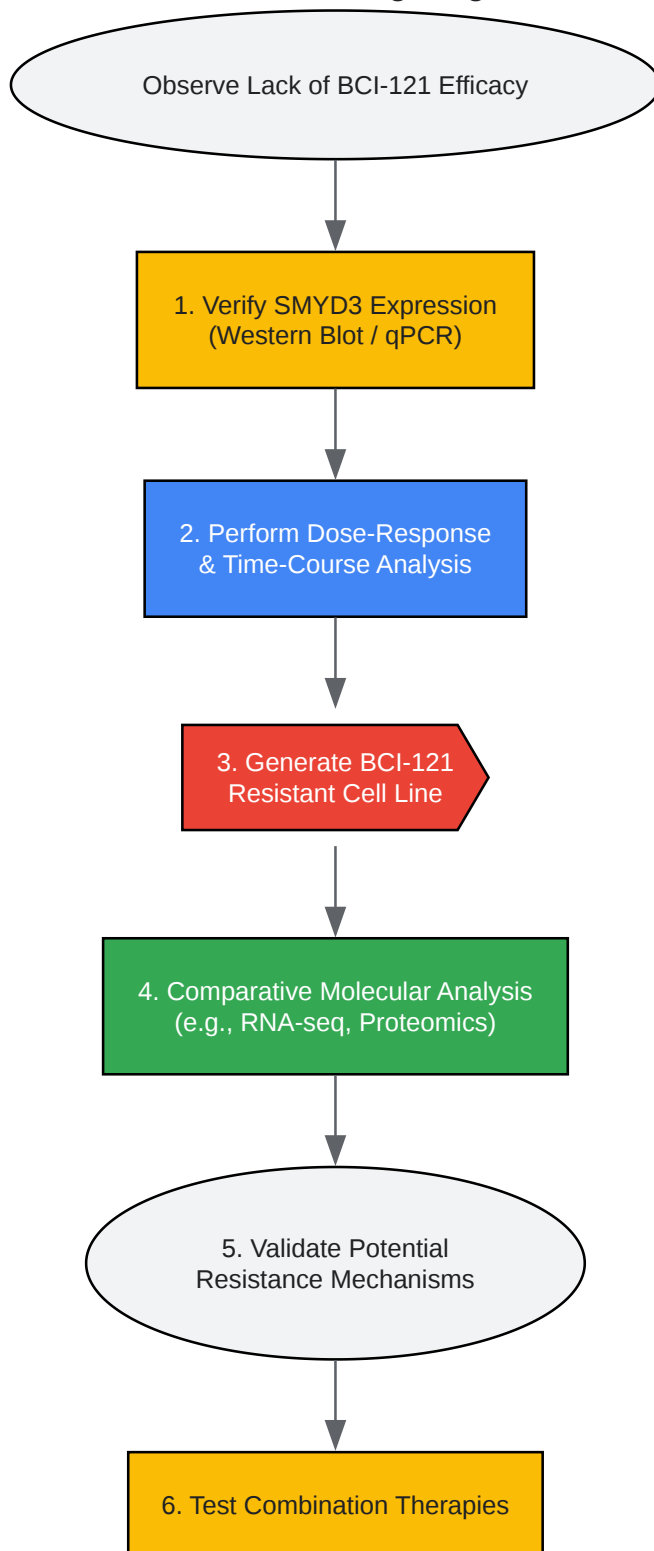 Observe Lack of BCI-121 Efficacy
1. Verify SMYD3 Expression
(Western Blot / qPCR)
2. Perform Dose-Response
& Time-Course Analysis
3. Generate BCI-121
Resistant Cell Line
4. Comparative Molecular Analysis
(e.g., RNA-seq, Proteomics)
5. Validate Potential
Resistance Mechanisms
6. Test Combination Therapies